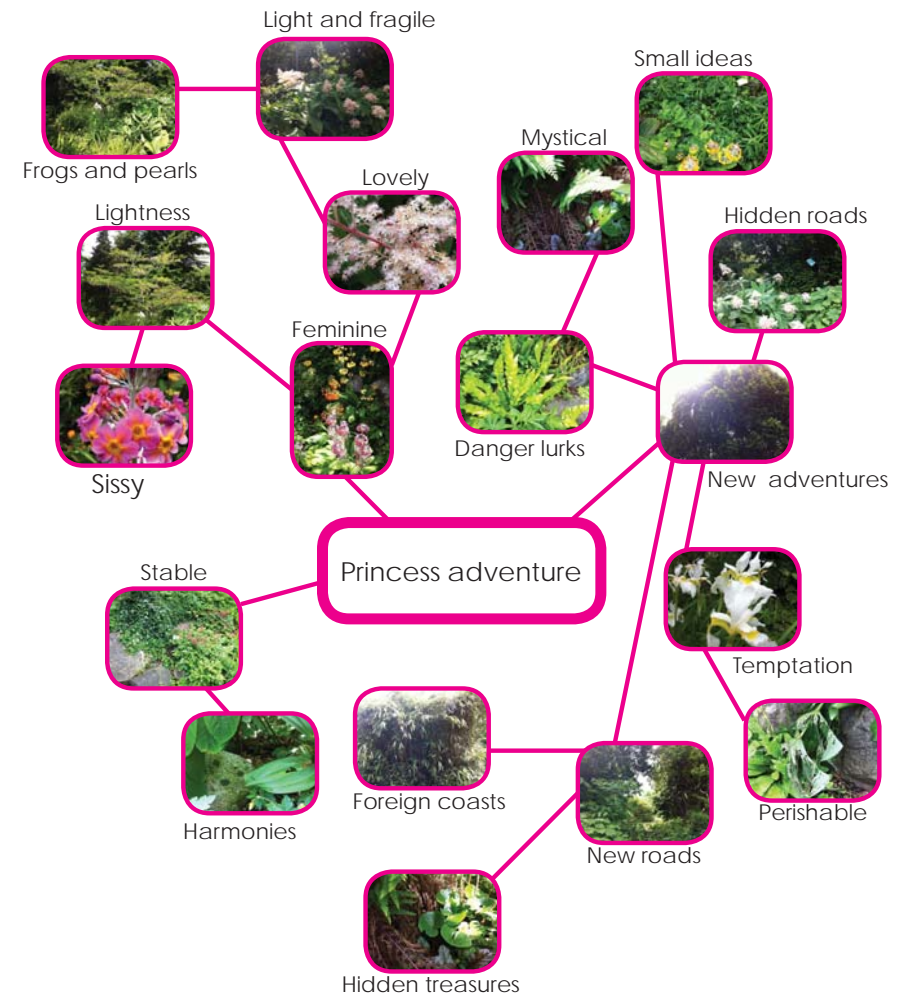 Light and fragile
Small ideas
Mystical
Frogs and pearls
Lovely
Lightness
Hidden roads
Feminine
Danger lurks
Sissy
New adventures
Princess adventure
Stable
Temptation
Foreign coasts
Perishable
Harmonies
New roads
Hidden treasures